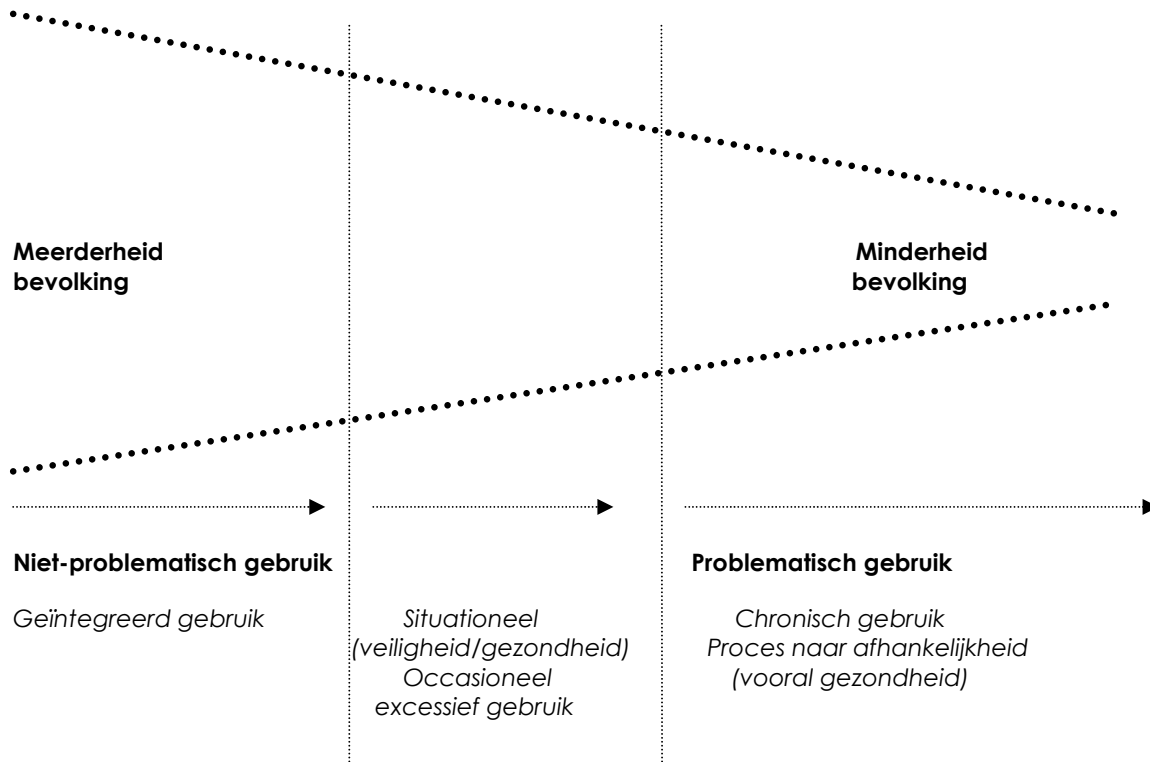 Meerderheid
bevolking
Minderheid
bevolking
Niet-problematisch gebruik
Problematisch gebruik
Geïntegreerd gebruik
Situationeel
(veiligheid/gezondheid)
Occasioneel
excessief gebruik
Chronisch gebruik
Proces naar afhankelijkheid
(vooral gezondheid)